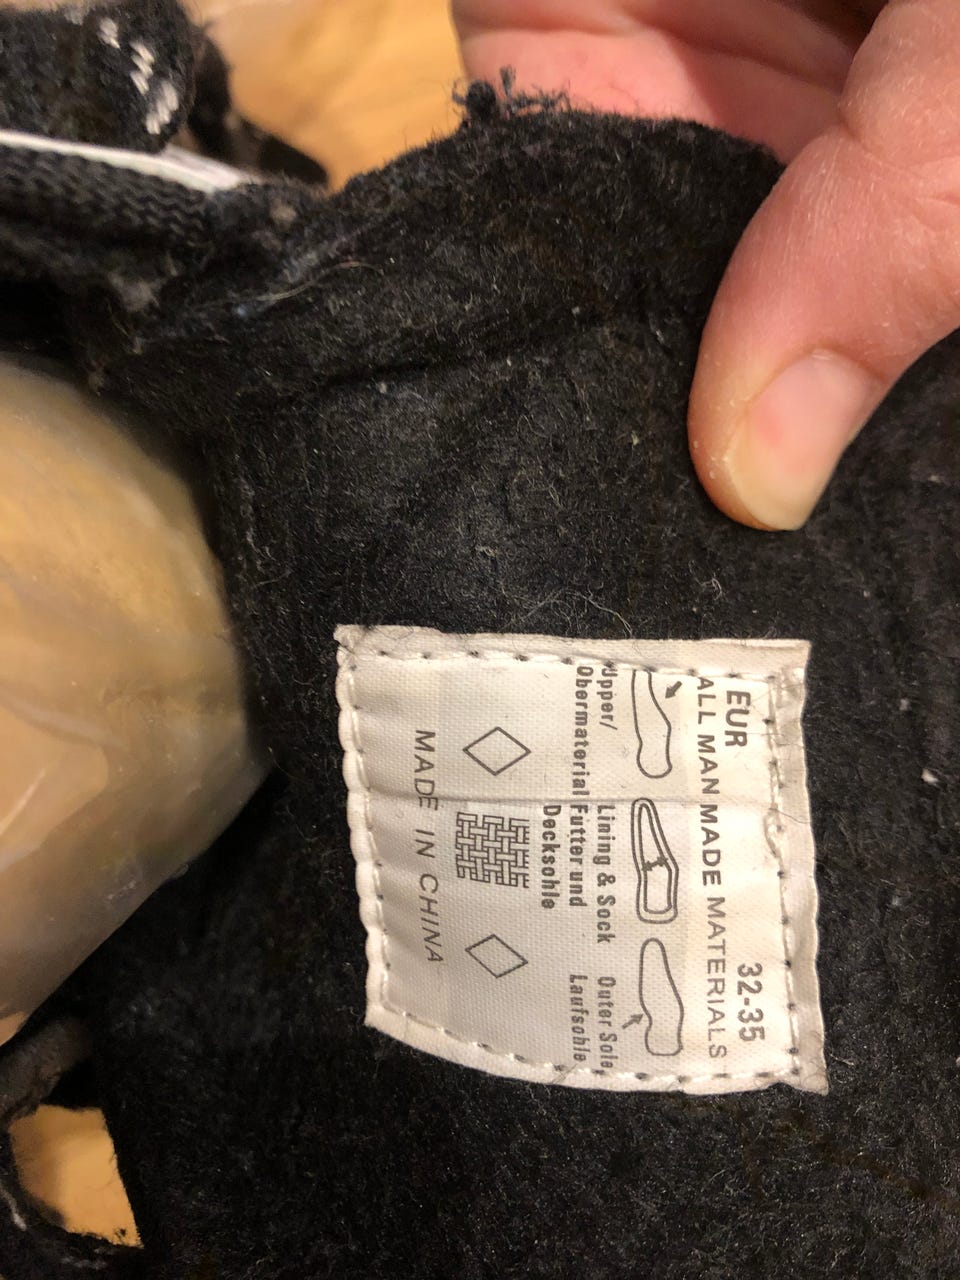 EUR 32-35
ALL MAN MADE MATERIALS
Upper/ Lining & Sock Outer Sole
Obermaterial Futter und Laufsohle
Decksohle
MADE IN CHINA